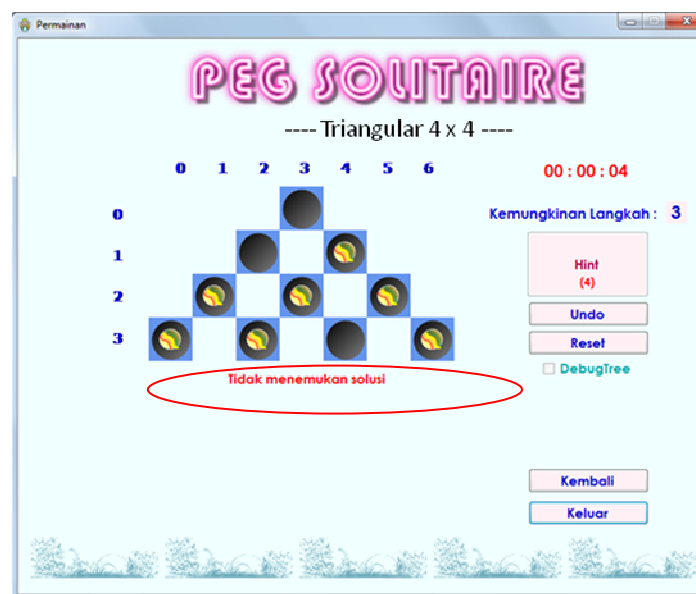 Permainan
PEG SOLITAIRE
---- Triangular 4 x 4 ----
0 1 2 3 4 5 6
00 : 00 : 04
0
Kemungkinan Langkah : 3
1
Hint
(4)
2
Undo
3
Reset
DebugTree
Tidak menemukan solusi
Kembali
Keluar